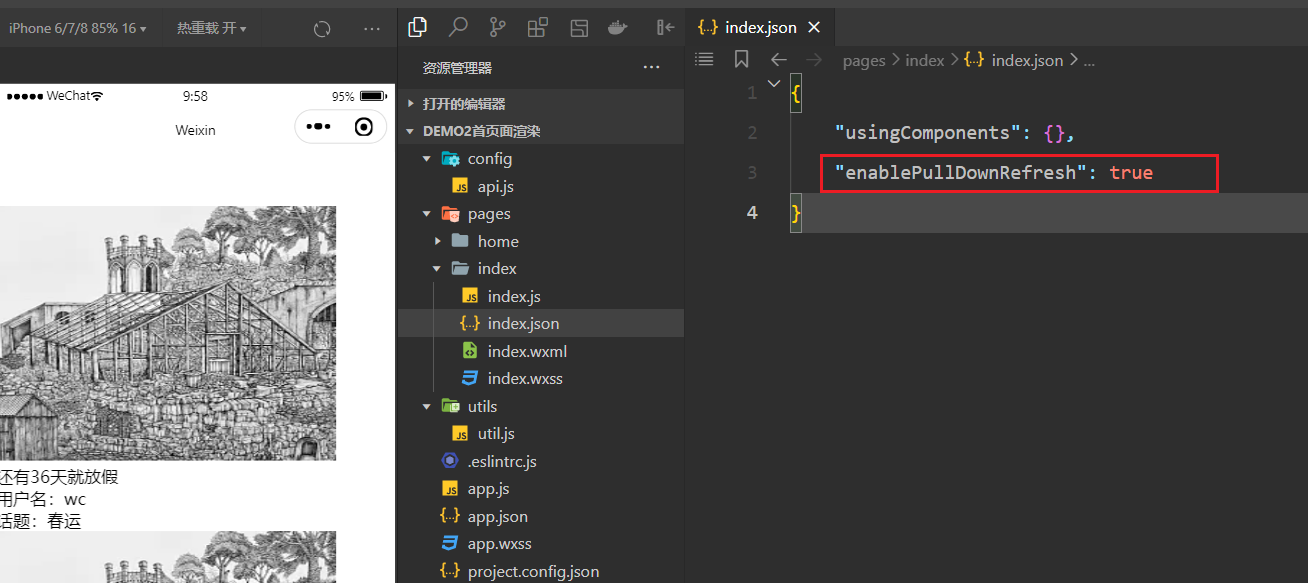 iPhone 6/7/8 85% 16
热重载 开
WeChat
9:58
95%
Weixin
还有36天就放假
用户名：wc
话题：春运
资源管理器
打开的编辑器
DEMO2首页面渲染
config
JS api.js
pages
home
index
JS index.js
{..} index.json
index.wxml
index.wxss
utils
JS util.js
.eslintrc.js
JS app.js
{..} app.json
app.wxss
{..} project.config.json
{..} index.json
pages > index > {..} index.json > ...
1 {
2 "usingComponents": {},
3 "enablePullDownRefresh": true
4 }